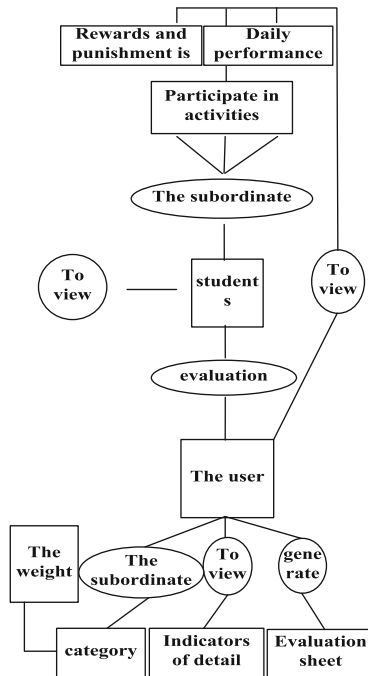 Rewards and
punishment is
Daily
performance
Participate in
activities
The subordinate
To
view
student
s
To
view
evaluation
The user
The
weight
The
subordinate
To
view
gene
rate
category
Indicators
of detail
Evaluation
sheet